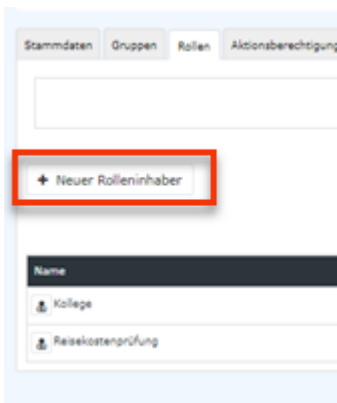 Stammdaten Gruppen Rollen Aktionsberechtigung
+ Neuer Rolleninhaber
Name
Kollege
Reisekostenprüfung